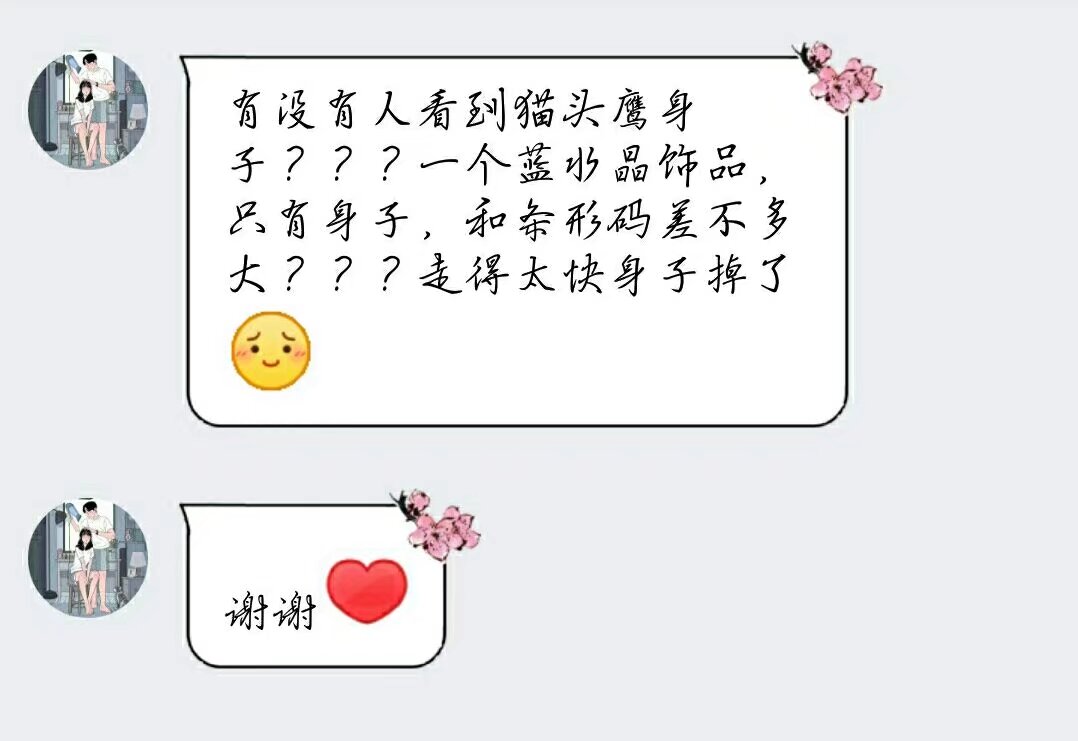 有没有人看到猫头鹰身
子？？？一个蓝水晶饰品，
只有身子，和条形码差不多
大？？？走得太快身子掉了
谢谢